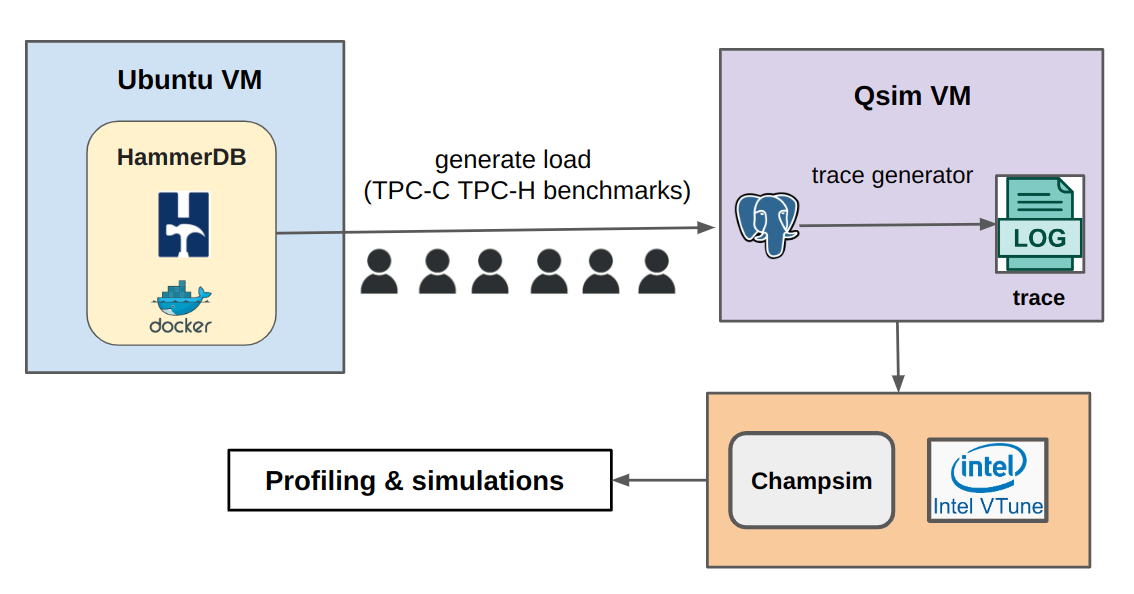 Ubuntu VM
HammerDB
docker
generate load
(TPC-C TPC-H benchmarks)
Qsim VM
trace generator
LOG
trace
Champsim
intel
Intel VTune
Profiling & simulations